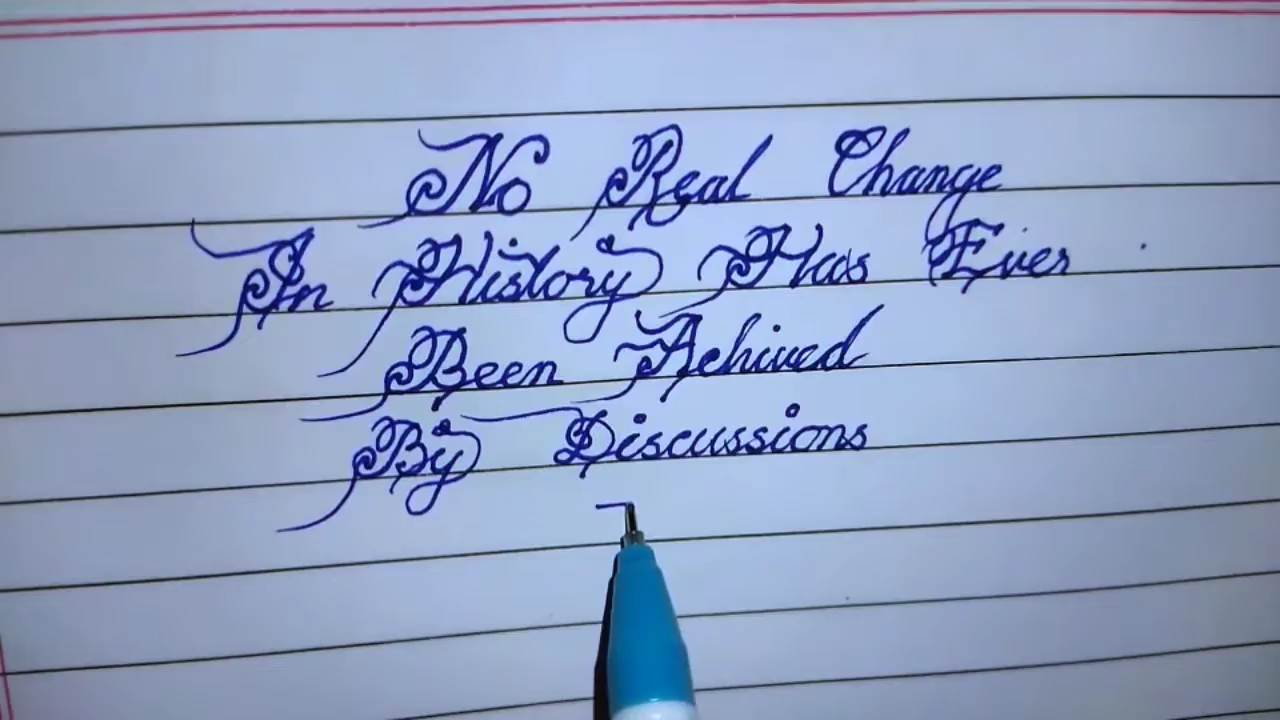 No Real Change
In History Has Ever
Been Achived
By Discussions